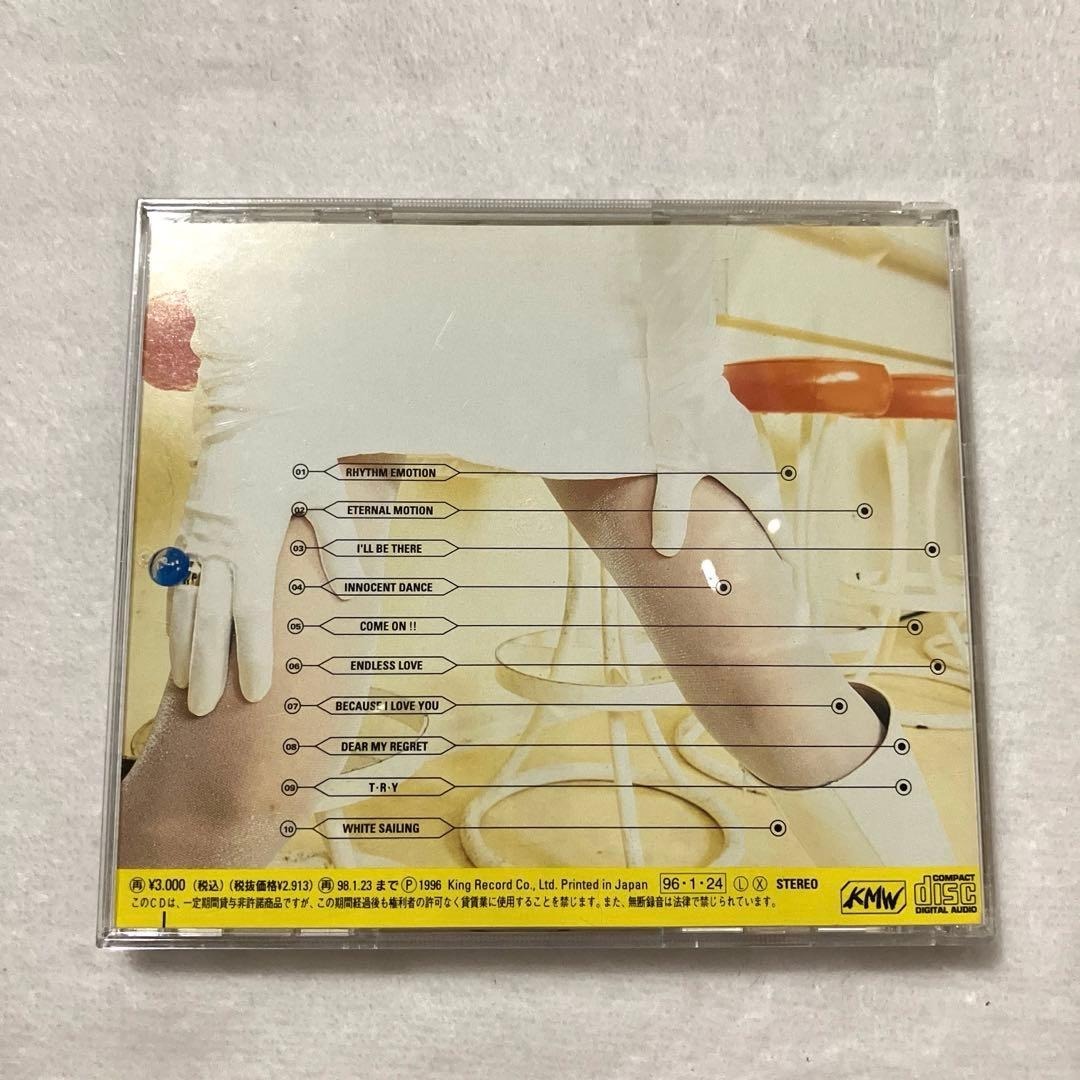 01 RHYTHM EMOTION
02 ETERNAL MOTION
03 I'LL BE THERE
04 INNOCENT DANCE
05 COME ON !!
06 ENDLESS LOVE
07 BECAUSE I LOVE YOU
08 DEAR MY REGRET
09 T·R·Y
10 WHITE SAILING
再 ¥3.000 (税込)(税抜価格¥2.913) 再 98.1.23 まで Ⓟ 1996 King Record Co., Ltd. Printed in Japan 96・1・24 Ⓛ Ⓧ STEREO
このCDは、一定期間貸与非許諾商品ですが、この期間経過後も権利者の許可なく賃貸業に使用することを禁じます。また、無断録音は法律で禁じられています。
KMW
COMPACT
disc
DIGITAL AUDIO